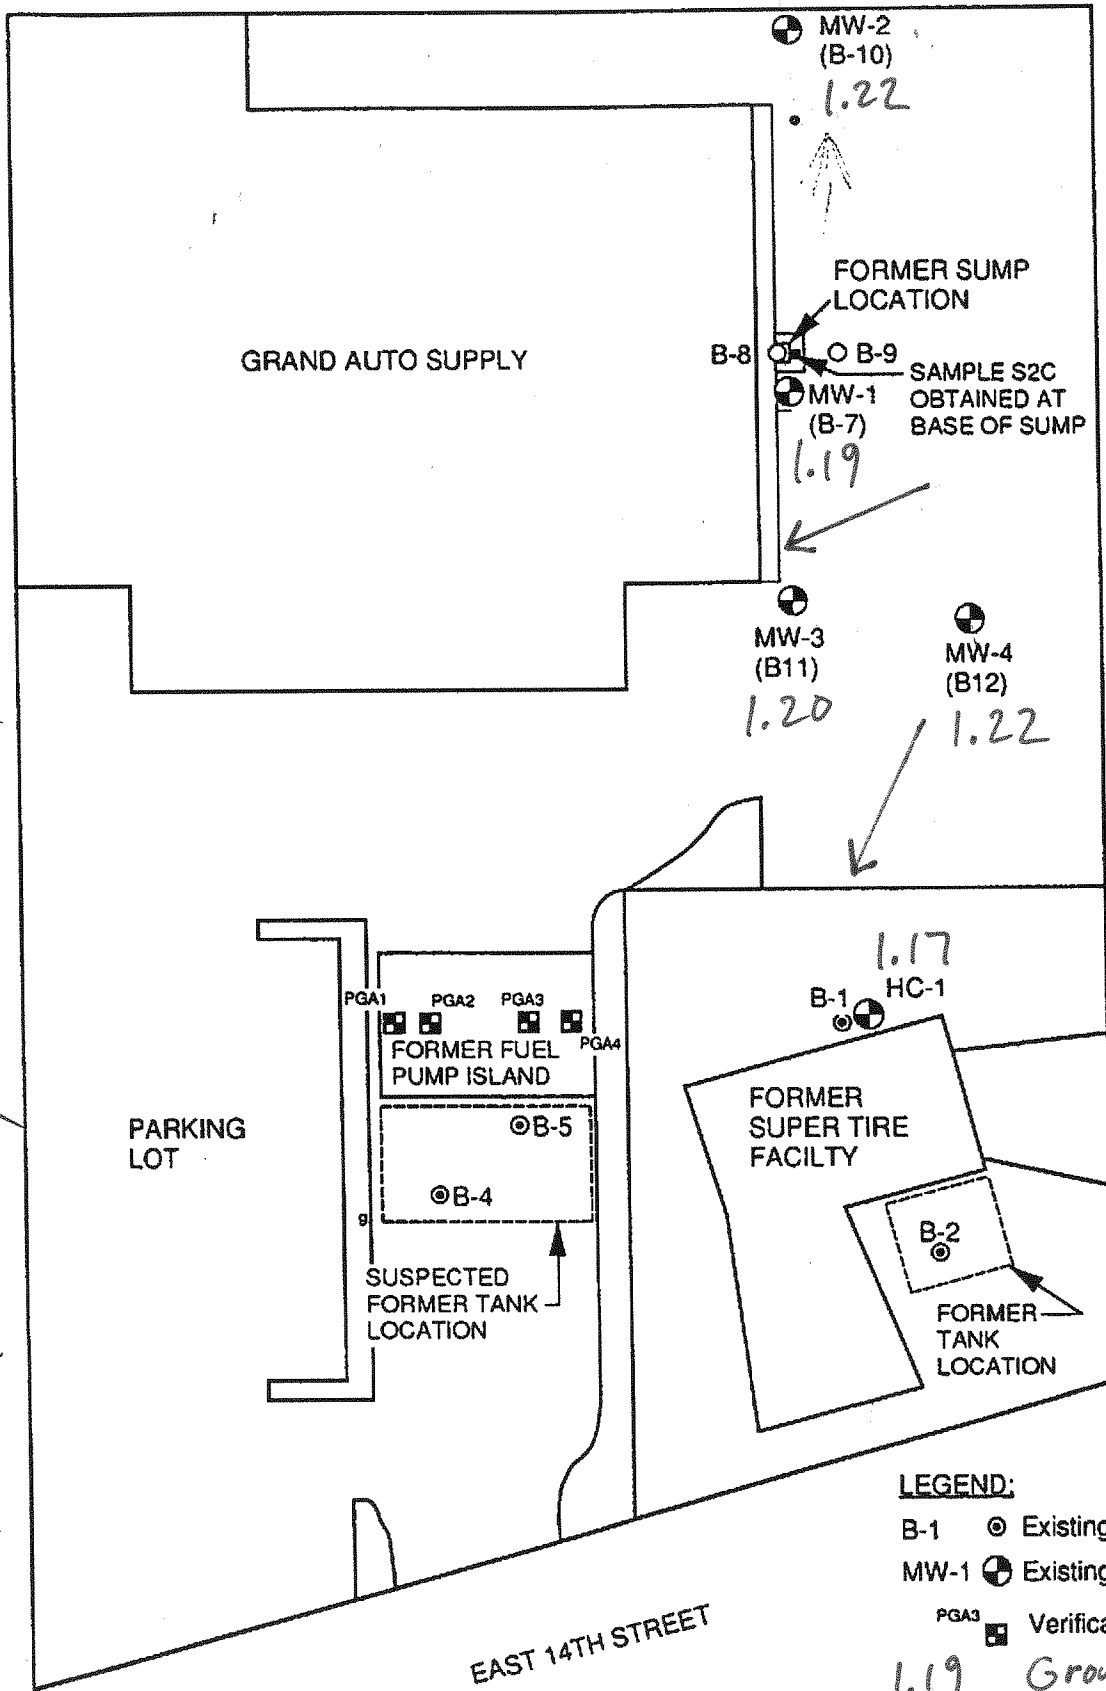 MW-2
(B-10)
1.22
FORMER SUMP
LOCATION
GRAND AUTO SUPPLY
B-8
B-9
SAMPLE S2C
OBTAINED AT
BASE OF SUMP
MW-1
(B-7)
1.19
MW-3
(B11)
1.20
MW-4
(B12)
1.22
1.17
HC-1
B-1
PGA1
PGA2
PGA3
PGA4
FORMER FUEL
PUMP ISLAND
FORMER
SUPER TIRE
FACILTY
PARKING
LOT
B-5
B-4
g
B-2
SUSPECTED
FORMER TANK
LOCATION
FORMER
TANK
LOCATION
EAST 14TH STREET
LEGEND:
B-1 Existing
MW-1 Existing
PGA3 Verifica
1.19 Grou